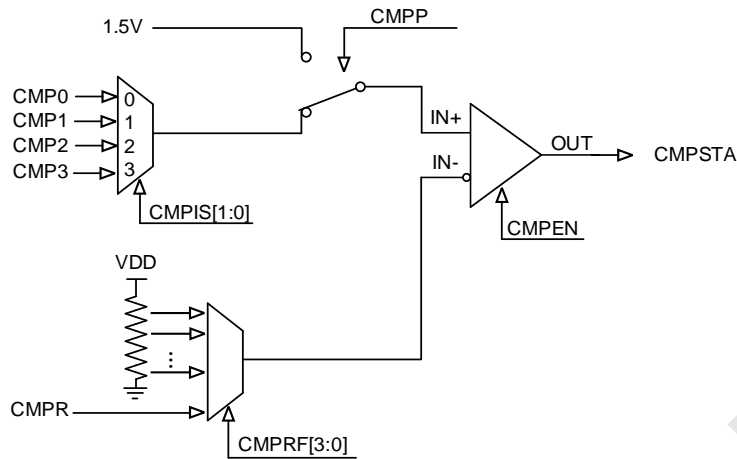 1.5V
CMPP
CMP0
0
CMP1
1
CMP2
2
CMP3
3
CMPIS[1:0]
IN+
IN-
OUT
CMPSTA
CMPEN
VDD
...
CMPR
CMPRF[3:0]